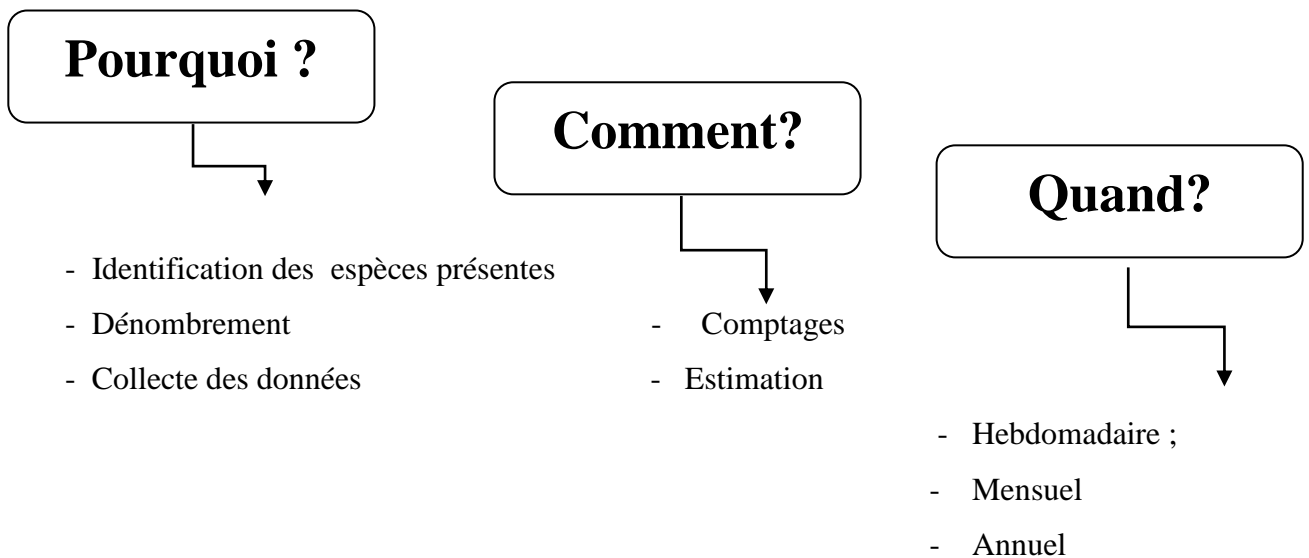 Pourquoi ?
- Identification des espèces présentes
- Dénombrement
- Collecte des données
Comment?
- Comptages
- Estimation
Quand?
- Hebdomadaire ;
- Mensuel
- Annuel